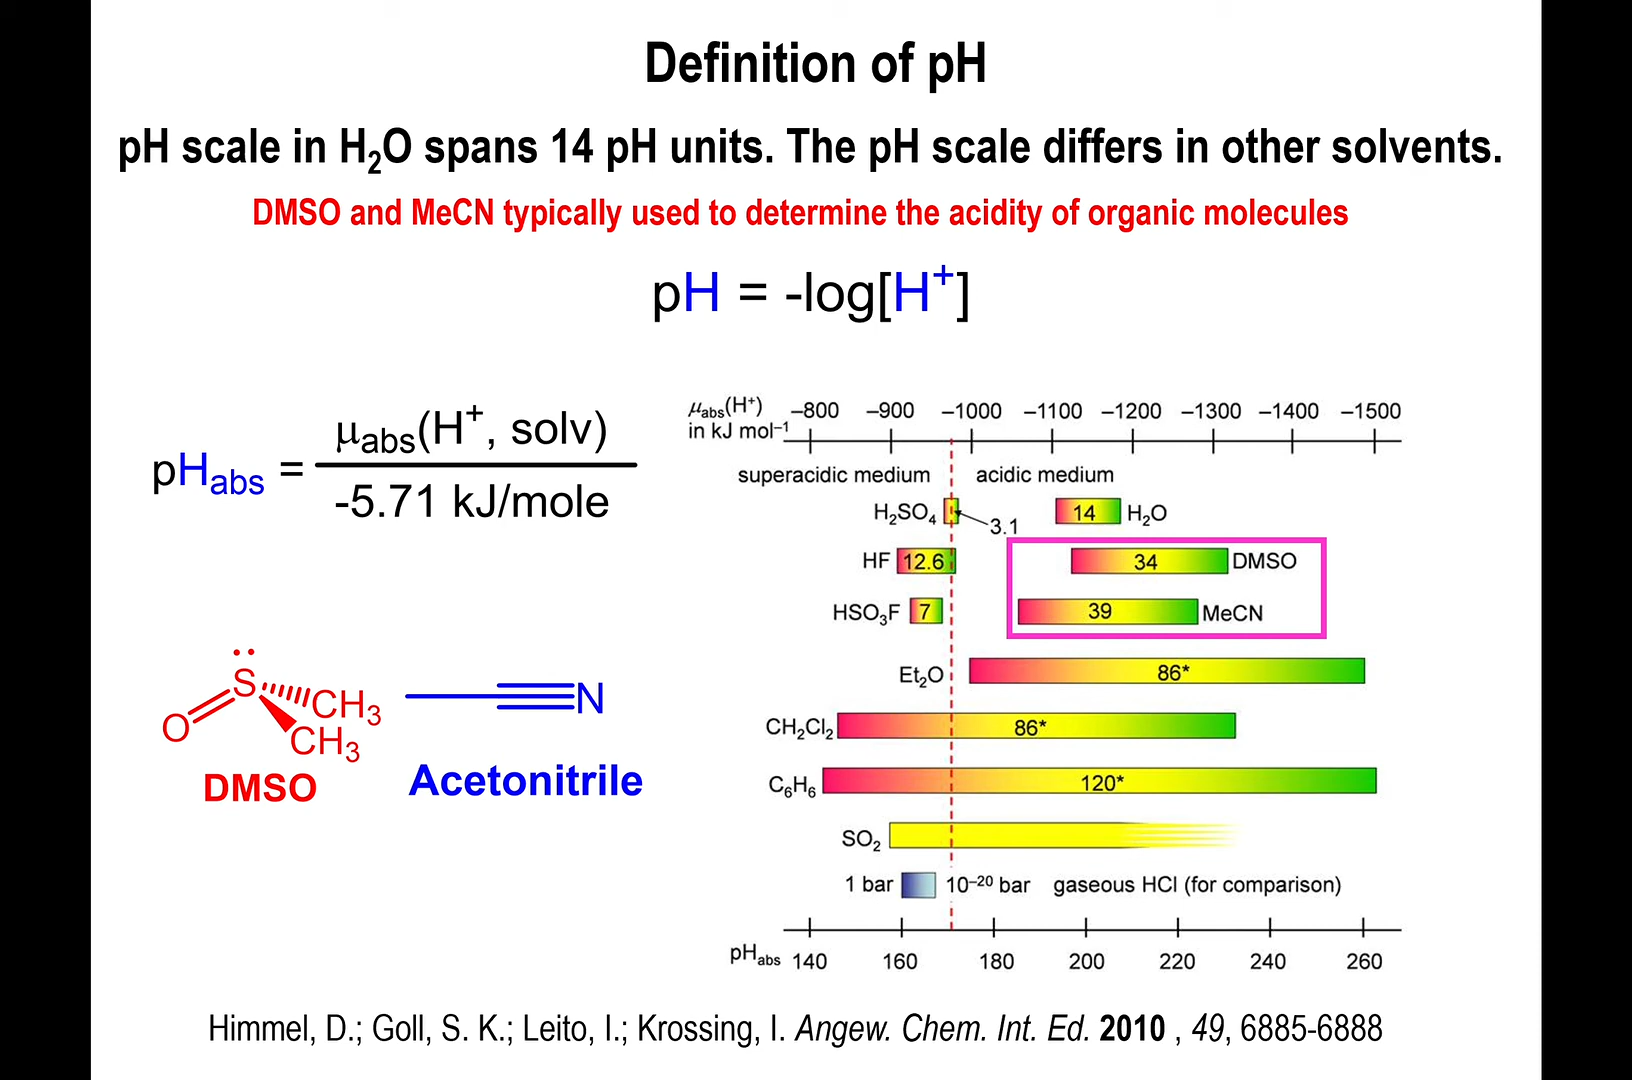 Definition of pH
pH scale in H₂O spans 14 pH units. The pH scale differs in other solvents.
DMSO and MeCN typically used to determine the acidity of organic molecules
pH = -log[H⁺]
pH_abs = μ_abs(H⁺, solv)
-5.71 kJ/mole
S
O
CH₃
CH₃
DMSO
N
Acetonitrile
μ_abs(H⁺) –800 –900 –1000 –1100 –1200 –1300 –1400 –1500
in kJ mol⁻¹
superacidic medium acidic medium
H₂SO₄ 3.1 14 H₂O
HF 12.6 34 DMSO
HSO₃F 7 39 MeCN
Et₂O 86*
CH₂Cl₂ 86*
C₆H₆ 120*
SO₂
1 bar 10⁻²⁰ bar gaseous HCl (for comparison)
pH_abs 140 160 180 200 220 240 260
Himmel, D.; Goll, S. K.; Leito, I.; Krossing, I. Angew. Chem. Int. Ed. 2010 , 49, 6885-6888